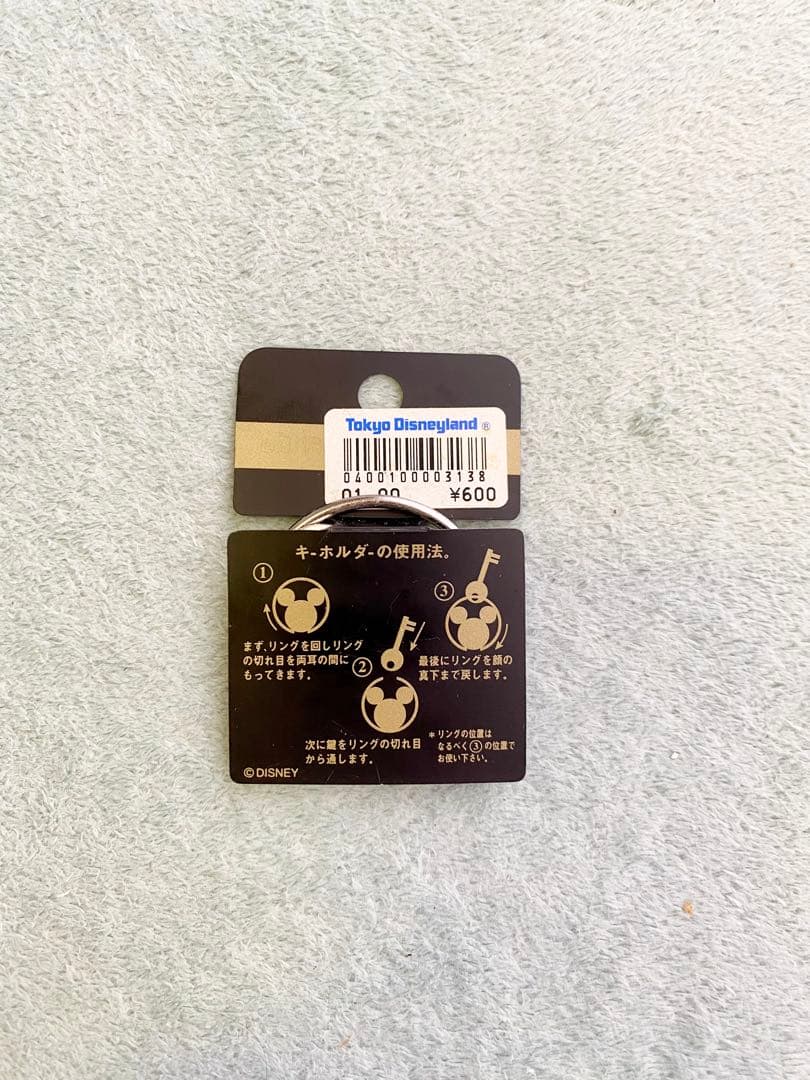 Tokyo Disneyland ®
0400100003138
¥600
キ-ホルダ-の使用法。
①
まず、リングを回しリング
の切れ目を両耳の間に
もってきます。
②
次に鍵をリングの切れ目
から通します。
③
最後にリングを顔の
真下まで戻します。
＊リングの位置は
なるべく③の位置で
お使い下さい。
©DISNEY